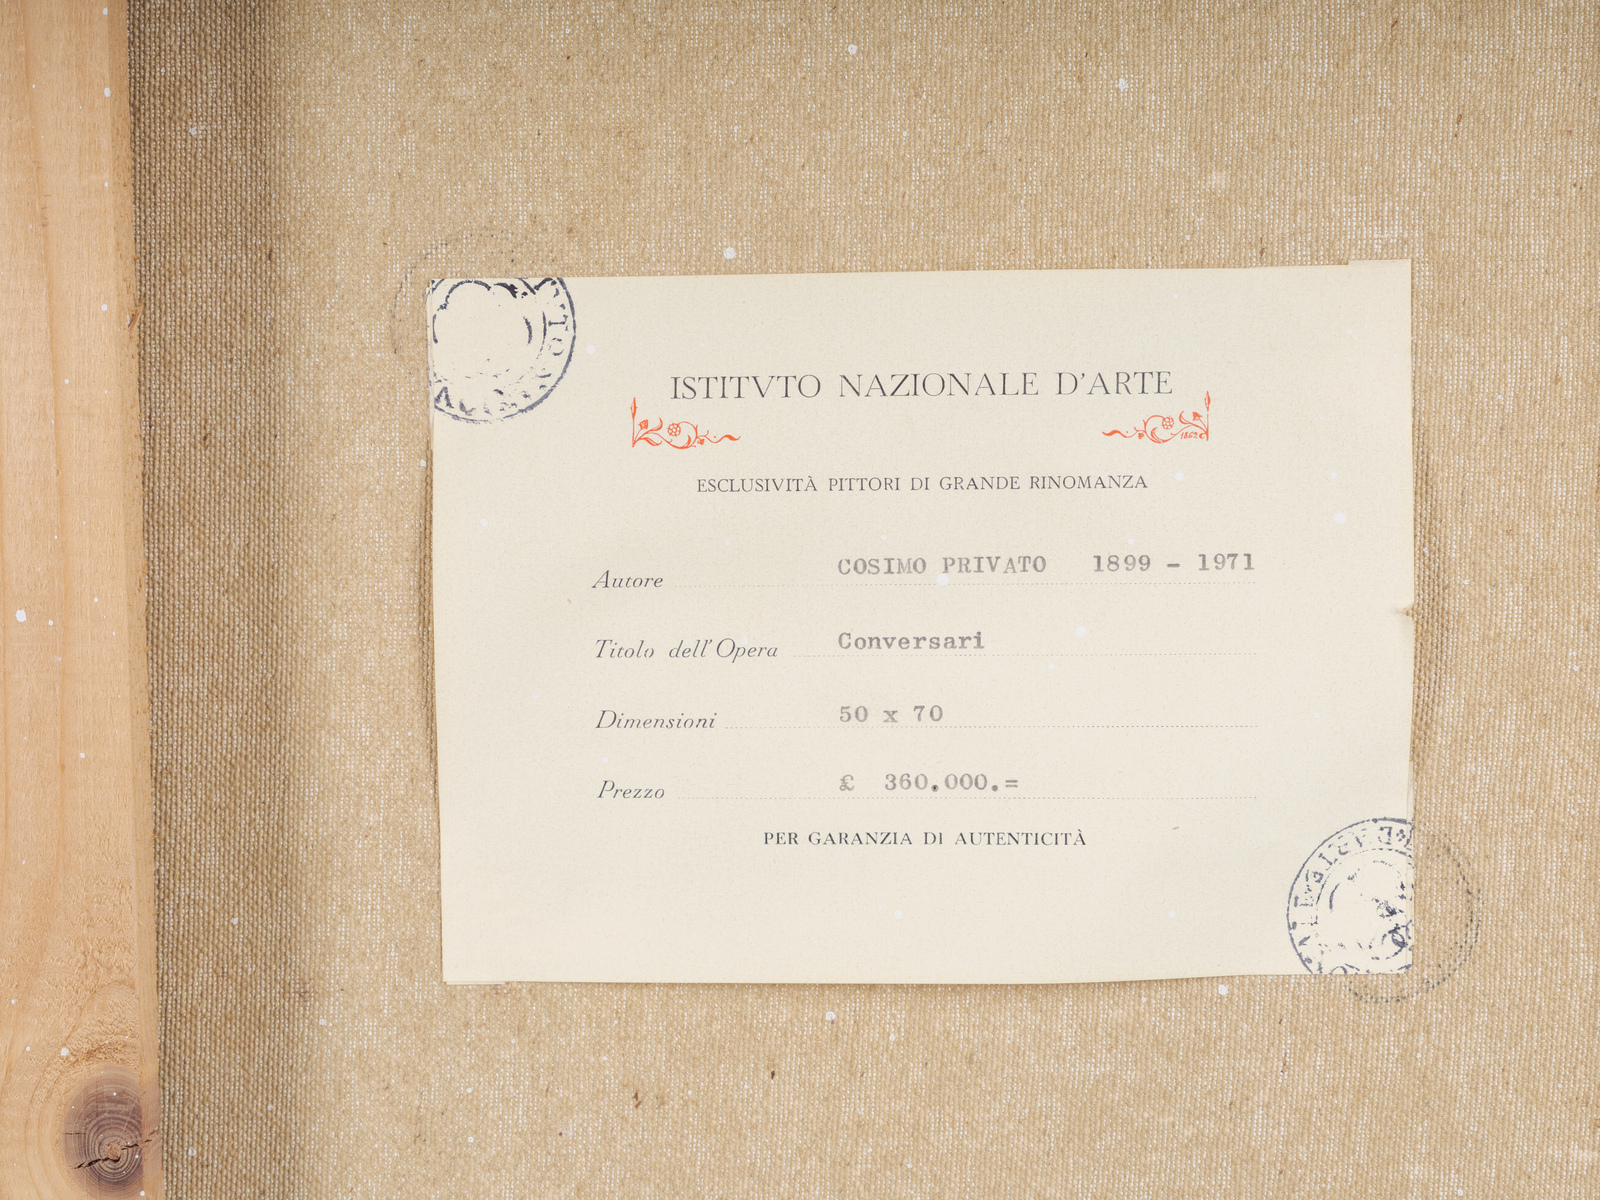 ISTITVTO NAZIONALE D'ARTE
ESCLUSIVITÀ PITTORI DI GRANDE RINOMANZA
Autore COSIMO PRIVATO 1899 - 1971
Titolo dell'Opera Conversari
Dimensioni 50 x 70
Prezzo £ 360.000.=
PER GARANZIA DI AUTENTICITÀ